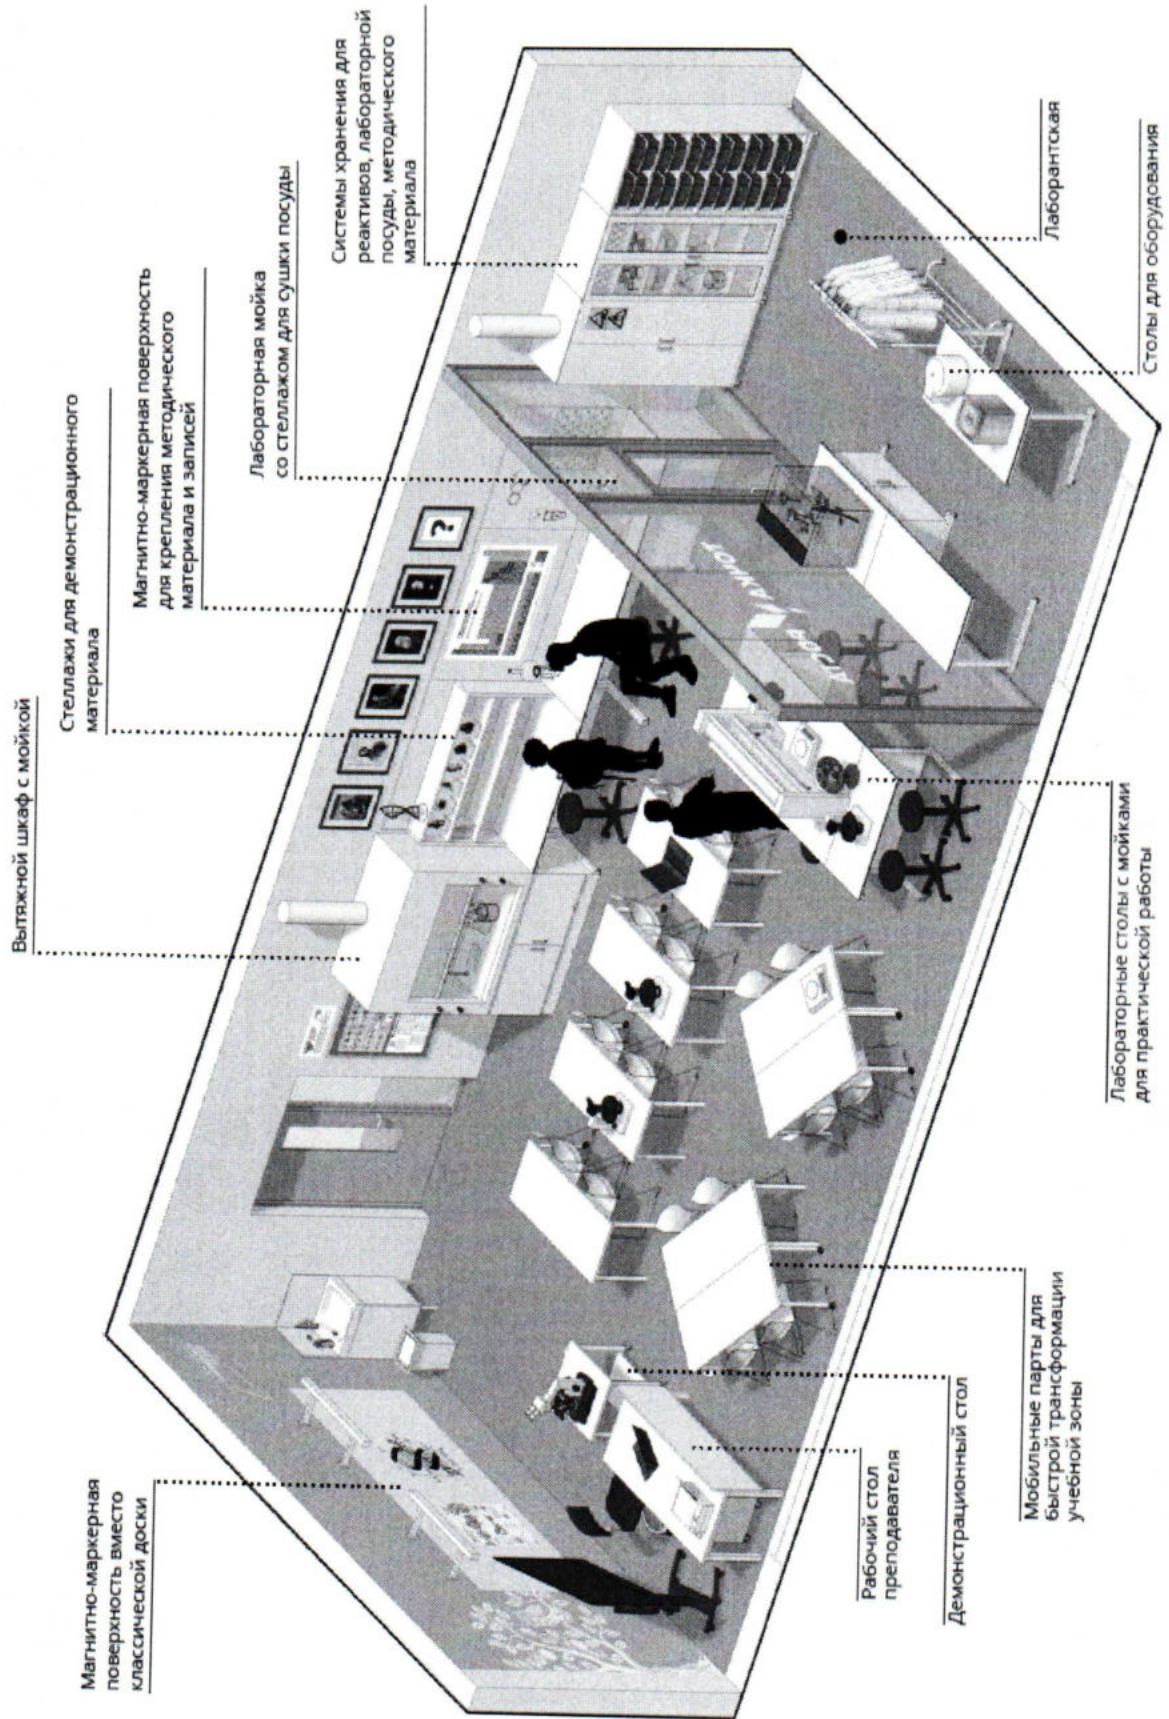 Магнитно-маркерная
поверхность вместо
классической доски
Вытяжной шкаф с мойкой
Стеллажи для демонстрационного
материала
Магнитно-маркерная поверхность
для крепления методического
материала и записей
Лабораторная мойка
со стеллажом для сушки посуды
Системы хранения для
реактивов, лабораторной
посуды, методического
материала
?
Рабочий стол
преподавателя
Демонстрационный стол
Мобильные парты для
быстрой трансформации
учебной зоны
Лабораторные столы с мойками
для практической работы
Лаборантская
Столы для оборудования